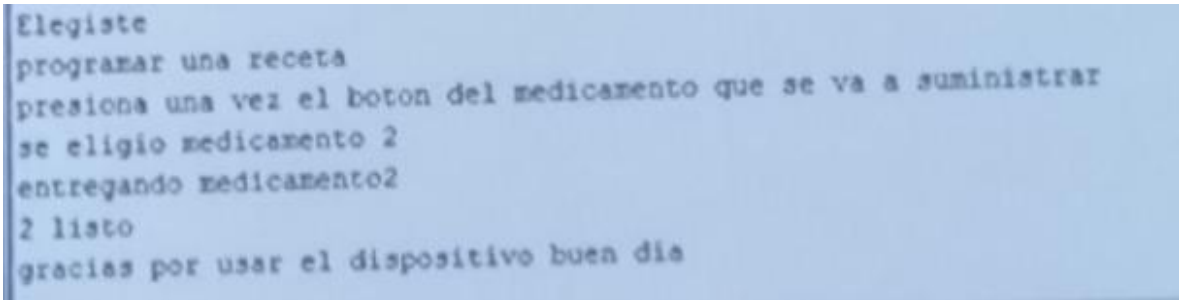 Elegiste
programar una receta
presiona una vez el boton del medicamento que se va a suministrar
se eligio medicamento 2
entregando medicamento2
2 listo
gracias por usar el dispositivo buen dia